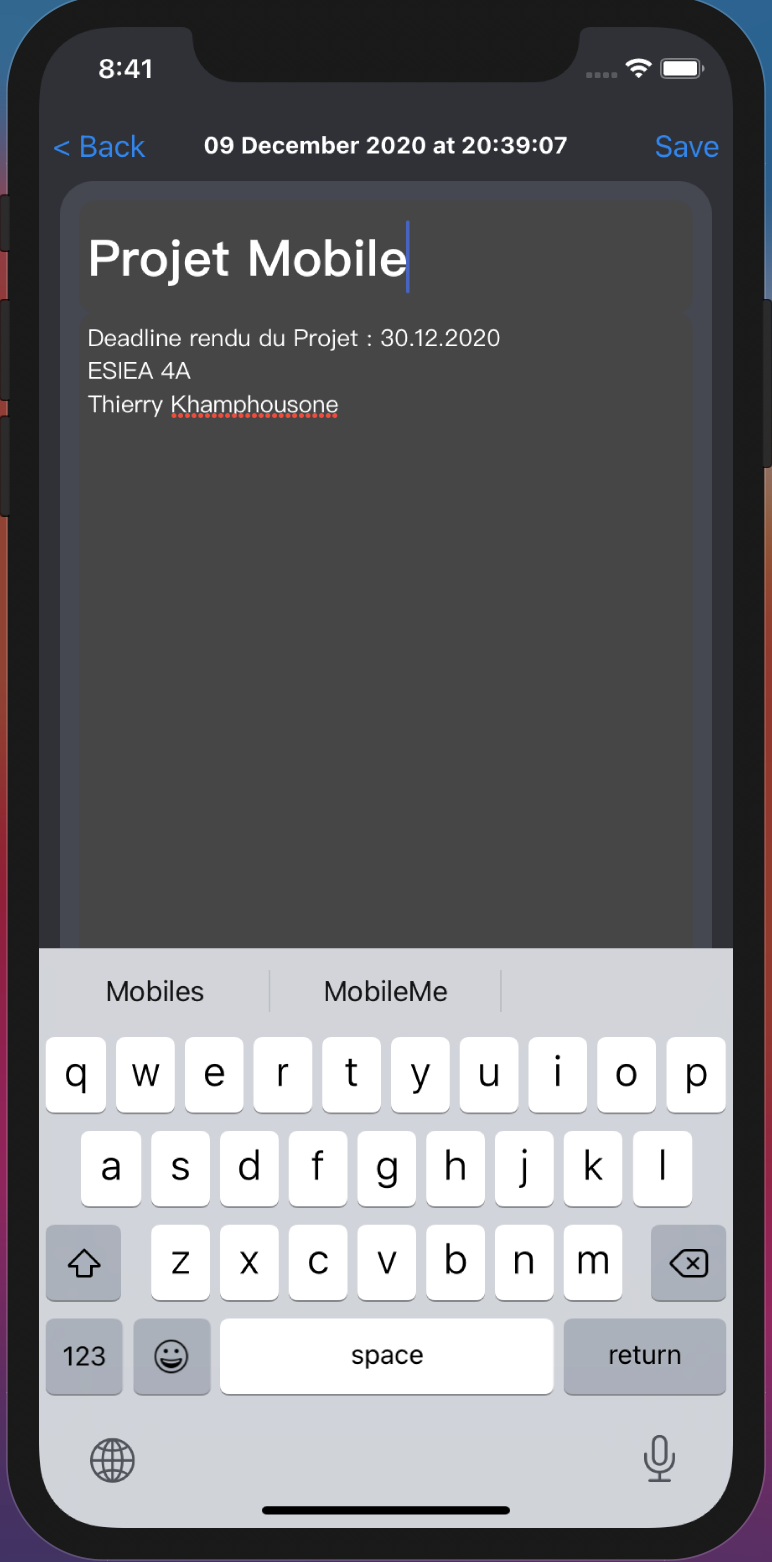 8:41
< Back 09 December 2020 at 20:39:07 Save
Projet Mobile
Deadline rendu du Projet : 30.12.2020
ESIEA 4A
Thierry Khamphousone
Mobiles MobileMe
q w e r t y u i o p
a s d f g h j k l
z x c v b n m
123 space return